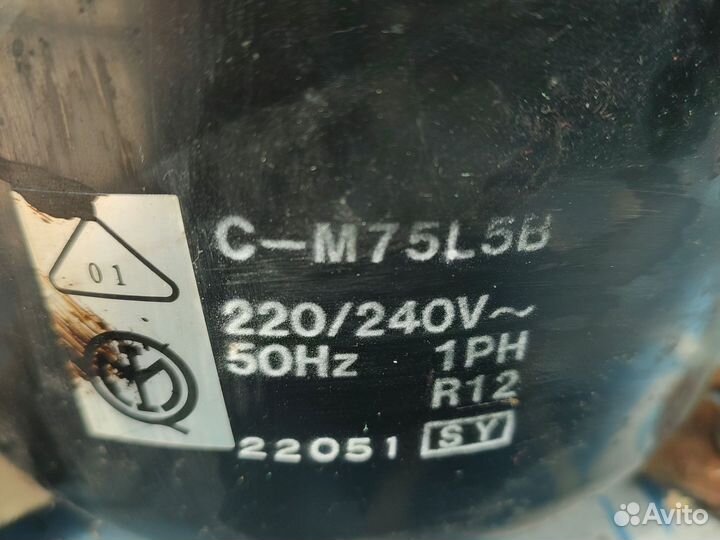 C-M75L5B
01
220/240V~
50Hz 1PH
R12
22051 SY
Avito